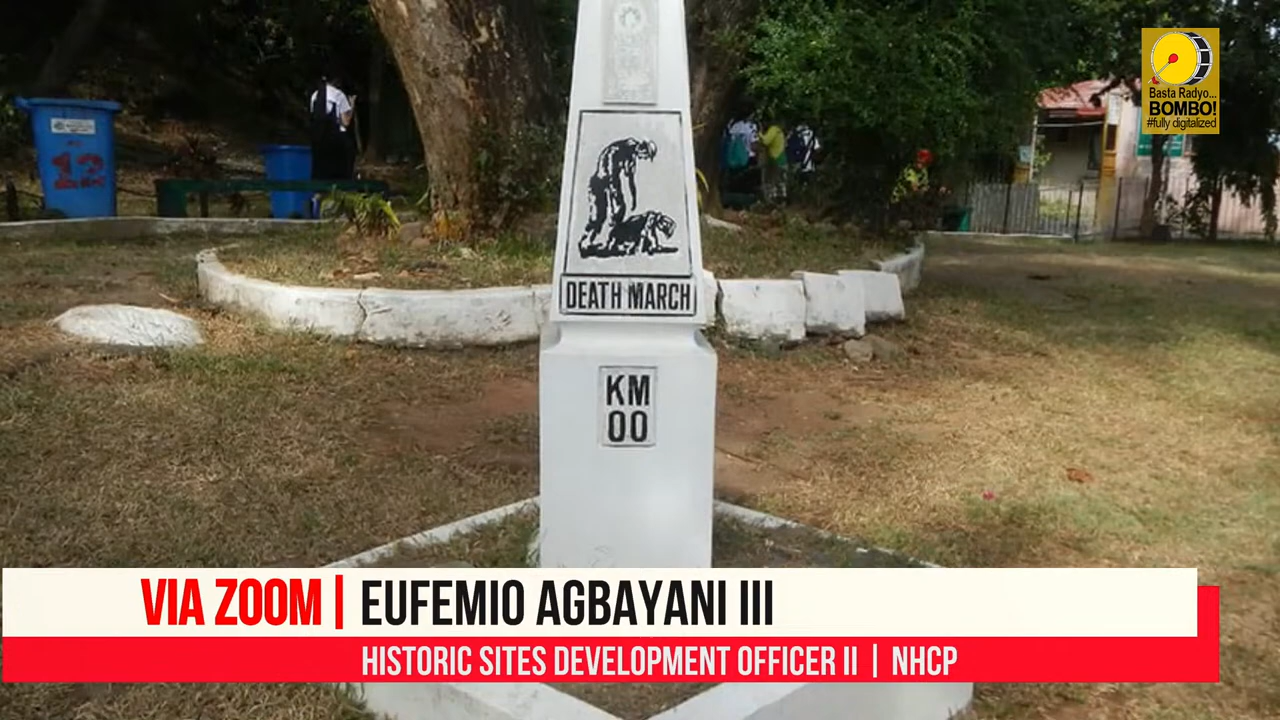 Basta Radyo...
BOMBO!
#fully digitalized
12
DEATH MARCH
KM
00
VIA ZOOM | EUFEMIO AGBAYANI III
HISTORIC SITES DEVELOPMENT OFFICER II | NHCP